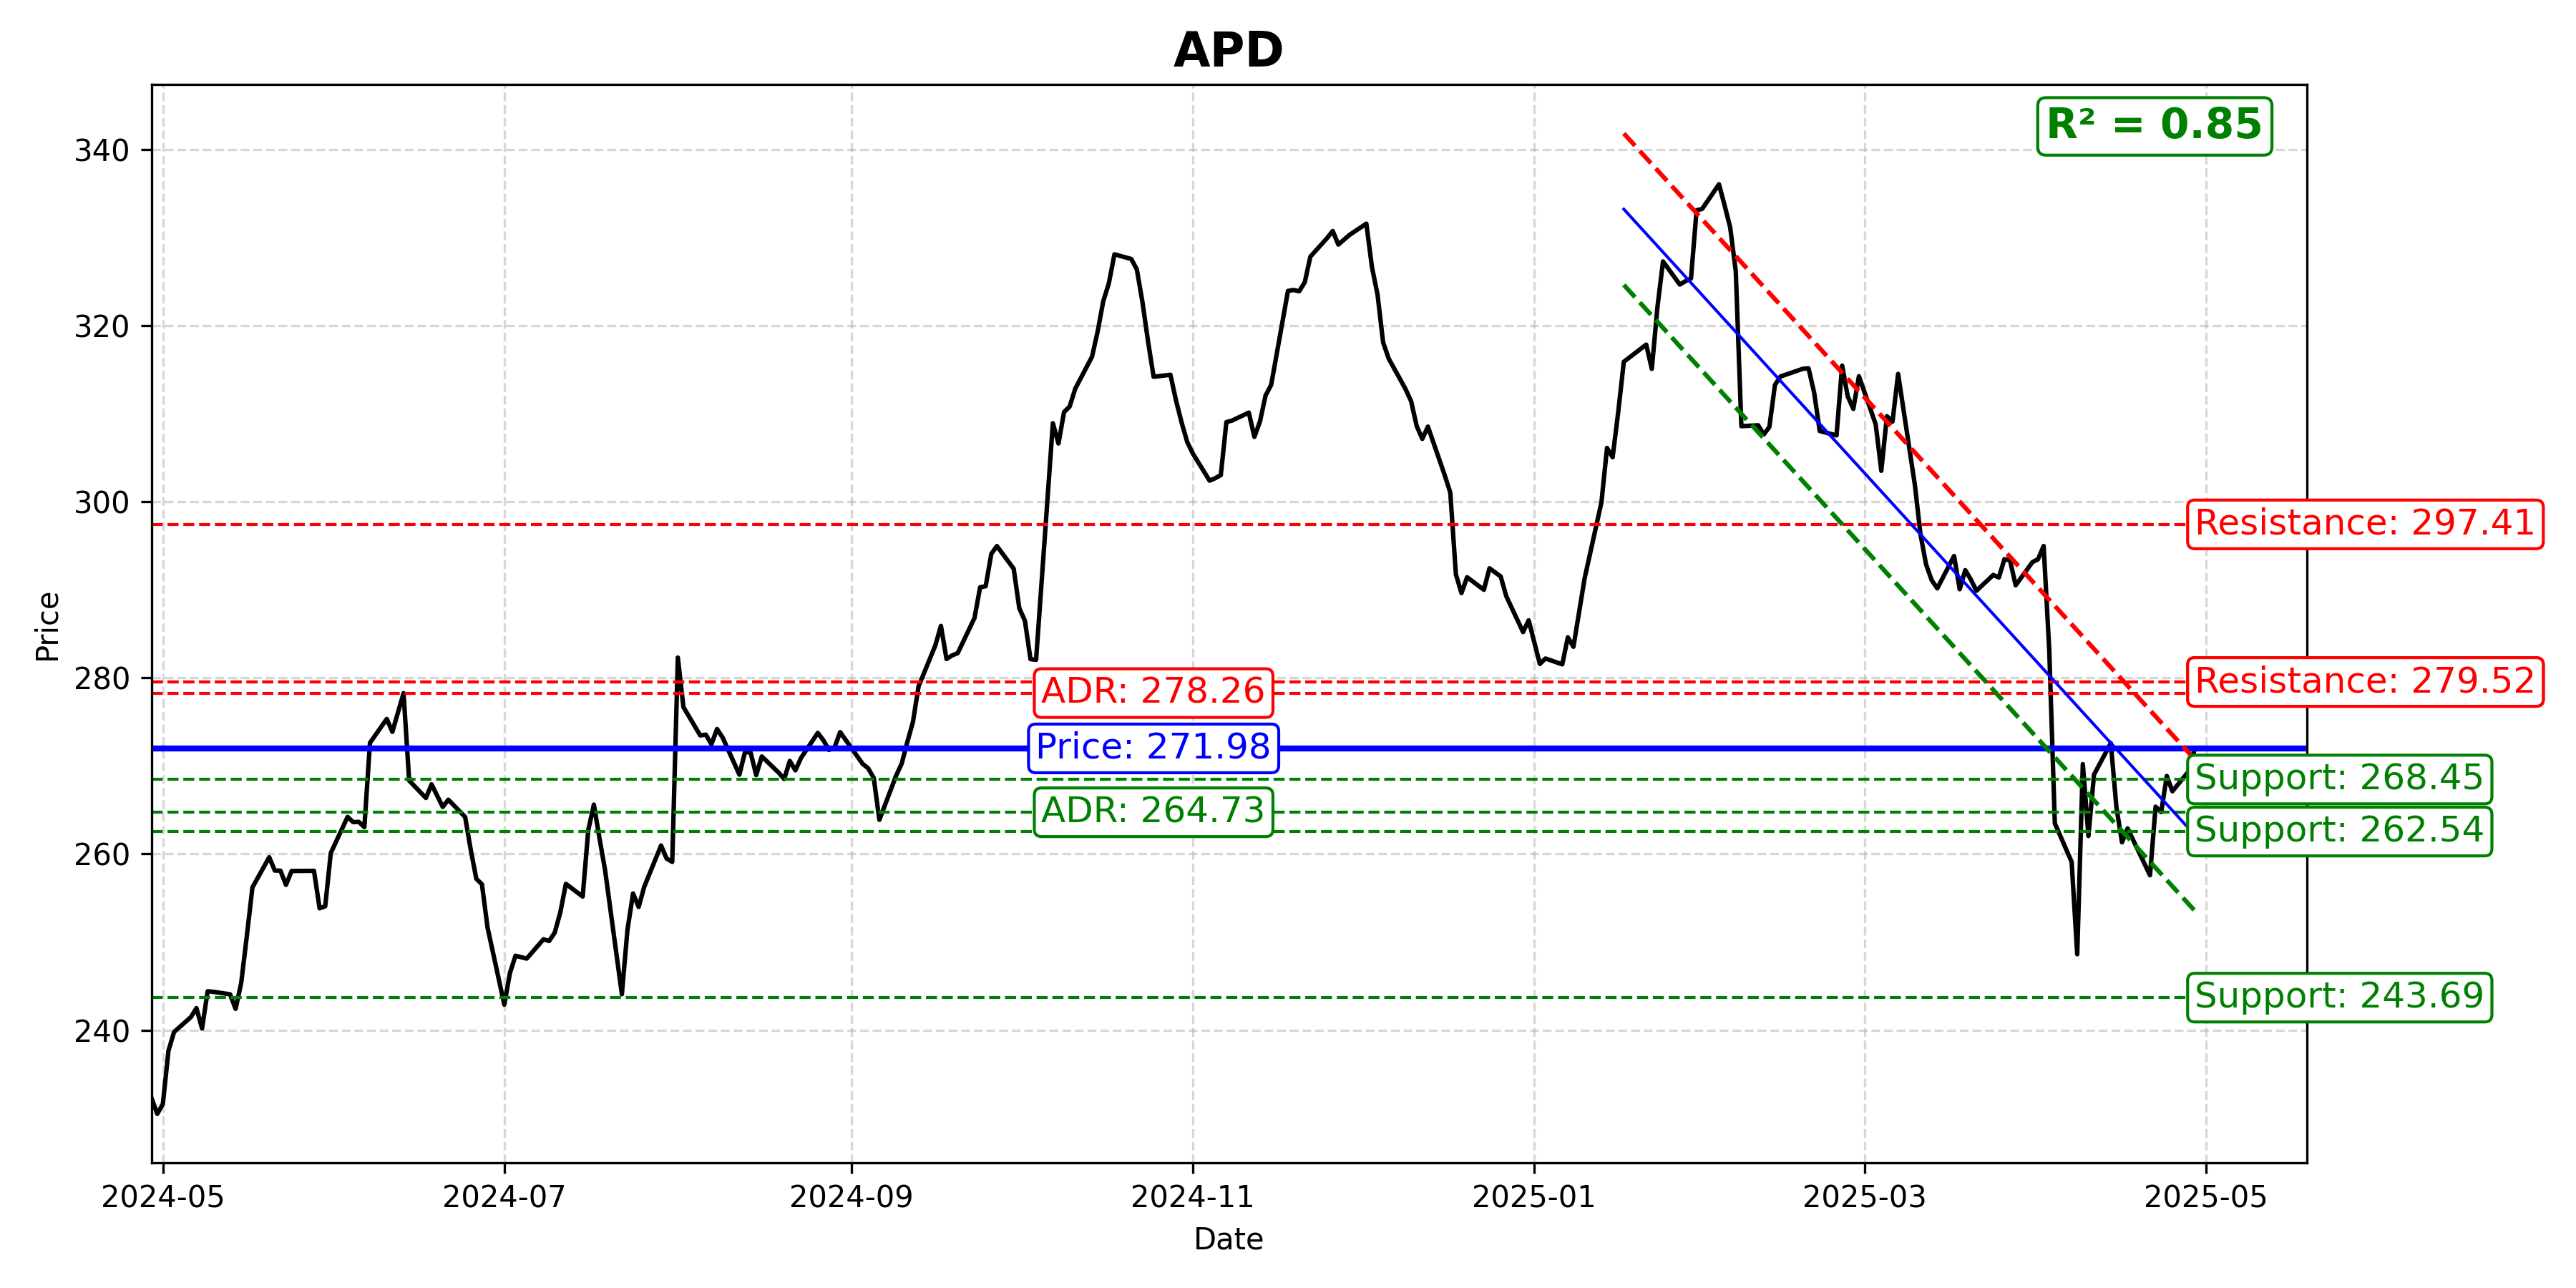 APD
R² = 0.85
340
320
300
280
260
240
Price
Resistance: 297.41
Resistance: 279.52
ADR: 278.26
Price: 271.98
Support: 268.45
ADR: 264.73
Support: 262.54
Support: 243.69
2024-05 2024-07 2024-09 2024-11 2025-01 2025-03 2025-05
Date